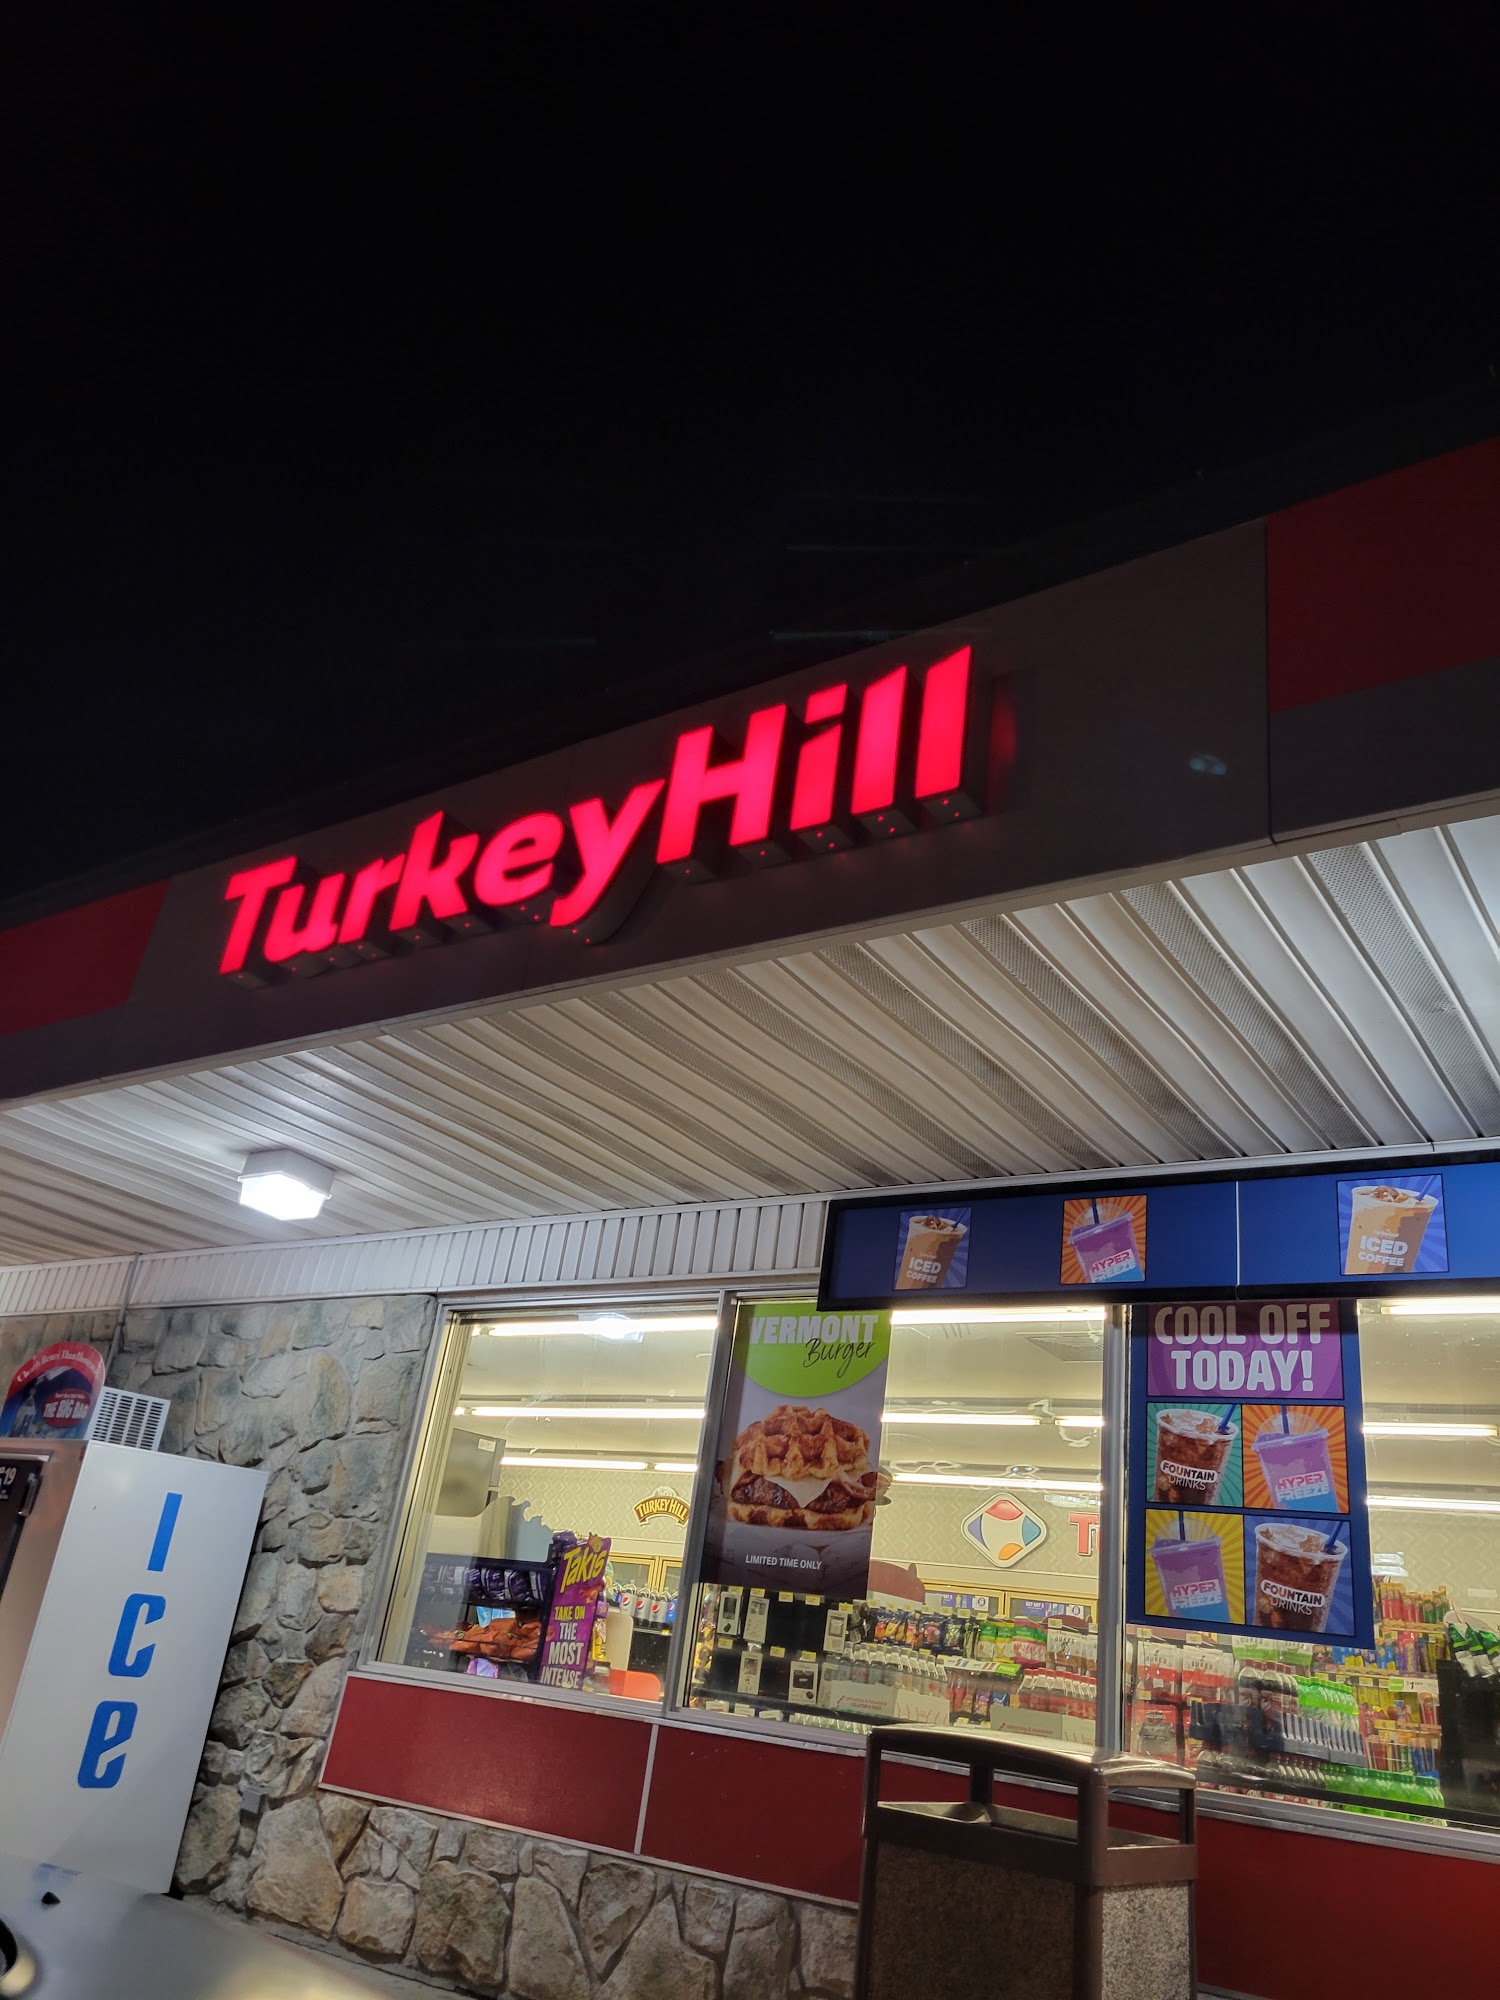 TurkeyHill
ICED
COFFEE
HYPER
FREEZE
ICED
COFFEE
VERMONT
Burger
LIMITED TIME ONLY
COOL OFF
TODAY!
FOUNTAIN
DRINKS
HYPER
FREEZE
HYPER
FREEZE
FOUNTAIN
DRINKS
TURKEY HILL
T
Takis
TAKE ON
THE
MOST
INTENSE
THE BIG
ice
19